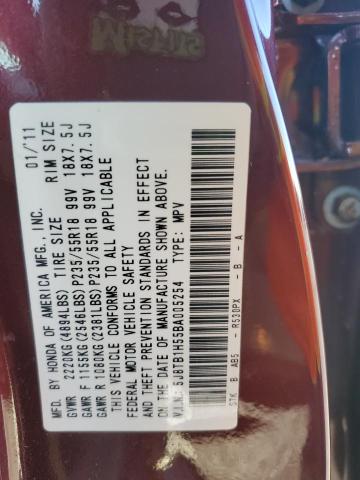 MFD. BY HONDA OF AMERICA MFG., INC. 01/'11
GVWR 2220KG(4894LBS) TIRE SIZE RIM SIZE
GAWR F 1155KG(2546LBS) P235/55R18 99V 18X7.5J
GAWR R 1080KG(2381LBS) P235/55R18 99V 18X7.5J
THIS VEHICLE CONFORMS TO ALL APPLICABLE
FEDERAL MOTOR VEHICLE SAFETY
AND THEFT PREVENTION STANDARDS IN EFFECT
ON THE DATE OF MANUFACTURE SHOWN ABOVE.
V.I.N.: 5J8TB1H55BA005254 TYPE: MPV
STK B AB5 - R530PX - B - A